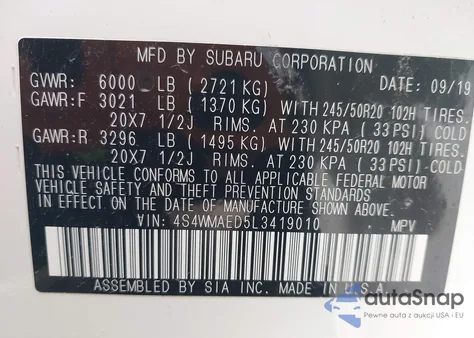 MFD BY SUBARU CORPORATION
GVWR: 6000 LB ( 2721 KG) DATE: 09/19
GAWR:F 3021 LB ( 1370 KG) WITH 245/50R20 102H TIRES.
20X7 1/2J RIMS. AT 230 KPA ( 33 PSI) COLD
GAWR:R 3296 LB ( 1495 KG) WITH 245/50R20 102H TIRES.
20X7 1/2J RIMS. AT 230 KPA ( 33 PSI) COLD
THIS VEHICLE CONFORMS TO ALL APPLICABLE FEDERAL MOTOR
VEHICLE SAFETY AND THEFT PREVENTION STANDARDS
IN EFFECT ON THE DATE OF MANUFACTURE SHOWN ABOVE.
VIN: 4S4WMAED5L3419010 MPV
ASSEMBLED BY SIA INC. MADE IN U.S.A.
autoSnap
Pewne auta z aukcji USA i EU